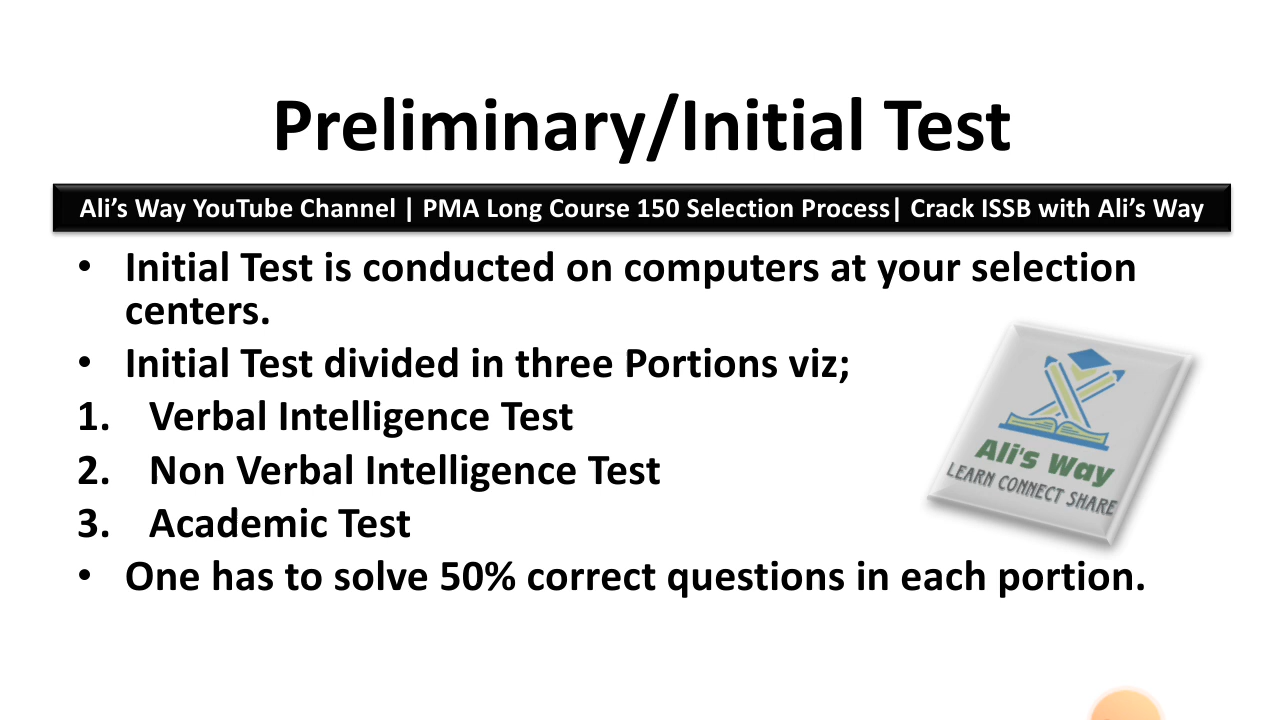 Preliminary/Initial Test
Ali’s Way YouTube Channel | PMA Long Course 150 Selection Process| Crack ISSB with Ali’s Way
• Initial Test is conducted on computers at your selection
centers.
• Initial Test divided in three Portions viz;
1. Verbal Intelligence Test
2. Non Verbal Intelligence Test
3. Academic Test
• One has to solve 50% correct questions in each portion.
Ali's Way
LEARN CONNECT SHARE